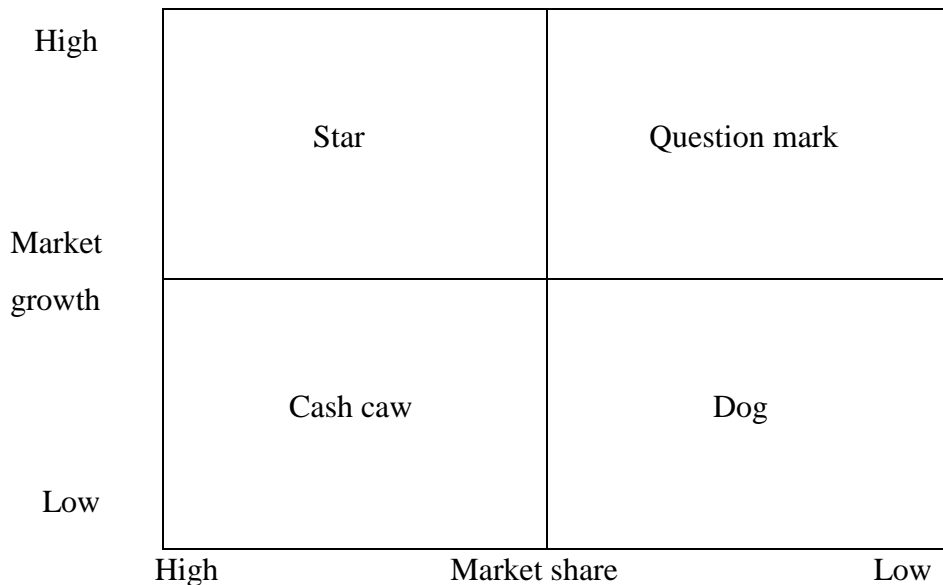 High
Star Question mark
Market
growth
Cash caw Dog
Low
High Market share Low